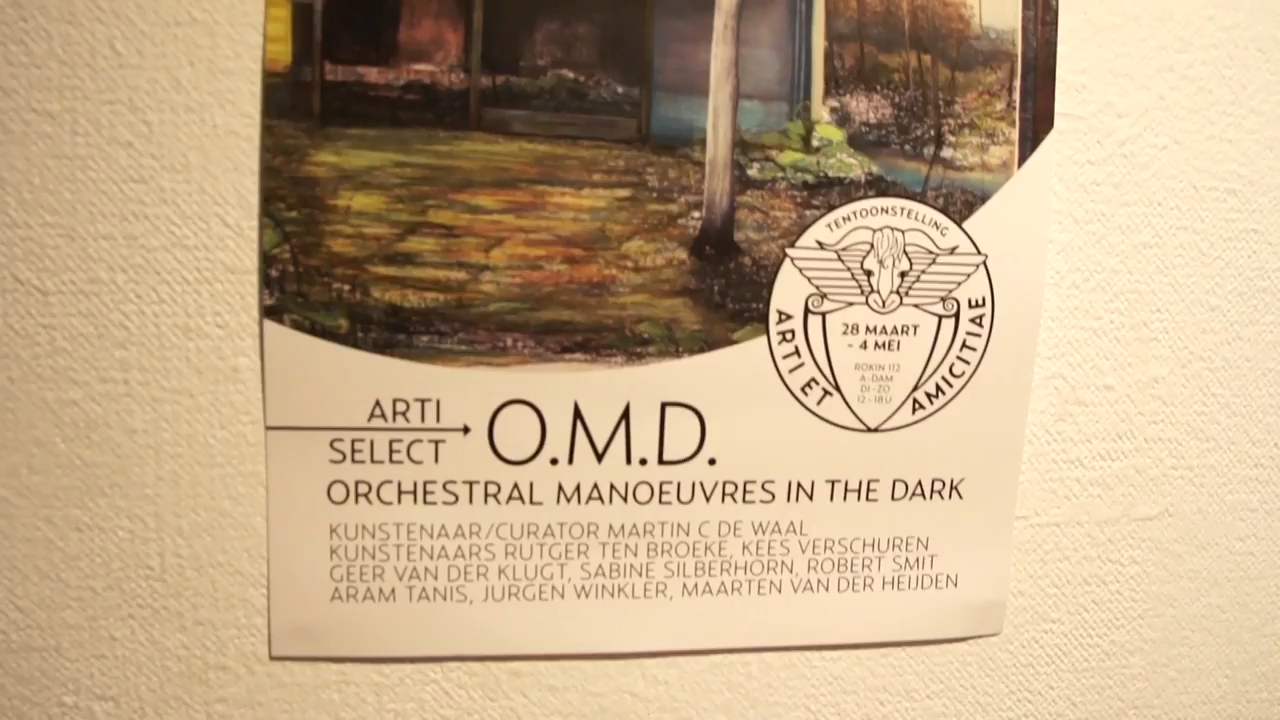 TENTOONSTELLING
ARTI ET
AMICITIAE
28 MAART
- 4 MEI
ROKIN 112
A-DAM
DI-ZO
12-18U
ARTI
SELECT
O.M.D.
ORCHESTRAL MANOEUVRES IN THE DARK
KUNSTENAAR/CURATOR MARTIN C DE WAAL
KUNSTENAARS RUTGER TEN BROEKE, KEES VERSCHUREN
GEER VAN DER KLUGT, SABINE SILBERHORN, ROBERT SMIT
ARAM TANIS, JURGEN WINKLER, MAARTEN VAN DER HEIJDEN